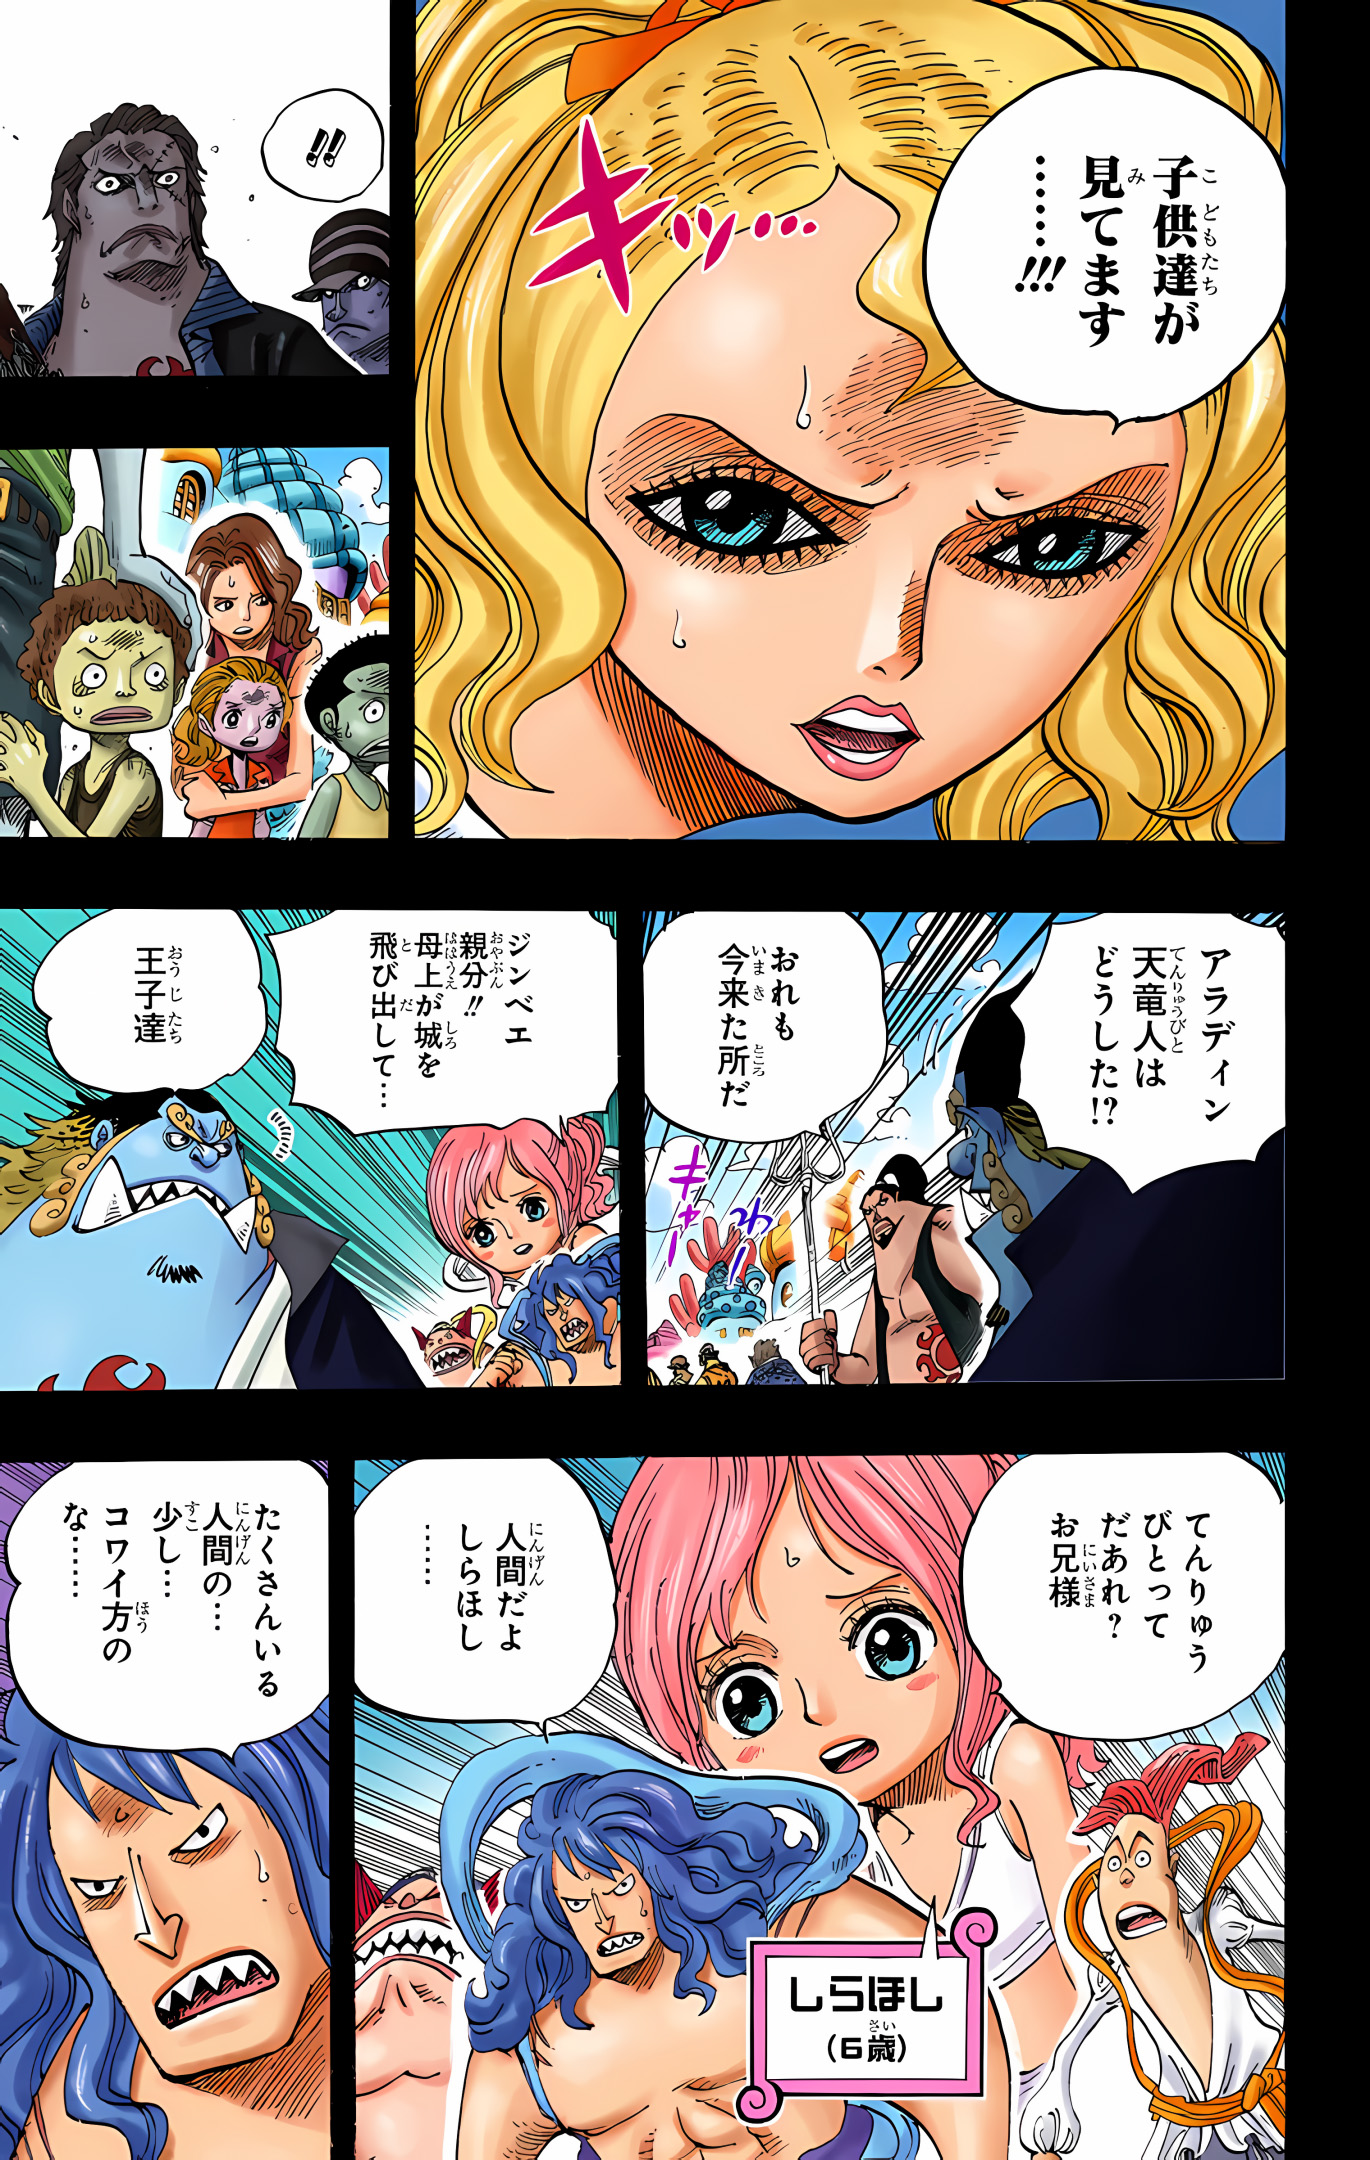 子供達が
見てます
……!!!
キッ…
!!
アラディン
天竜人は
どうした!?
おれも
今来た所だ
キャー
わー
ジンベエ
親分!!
母上が城を
飛び出して…
王子達
てんりゅう
びとって
だあれ?
お兄様
人間だよ
しらほし
……
しらほし
(6歳)
たくさんいる
人間の…
少し…
コワイ方の
な……